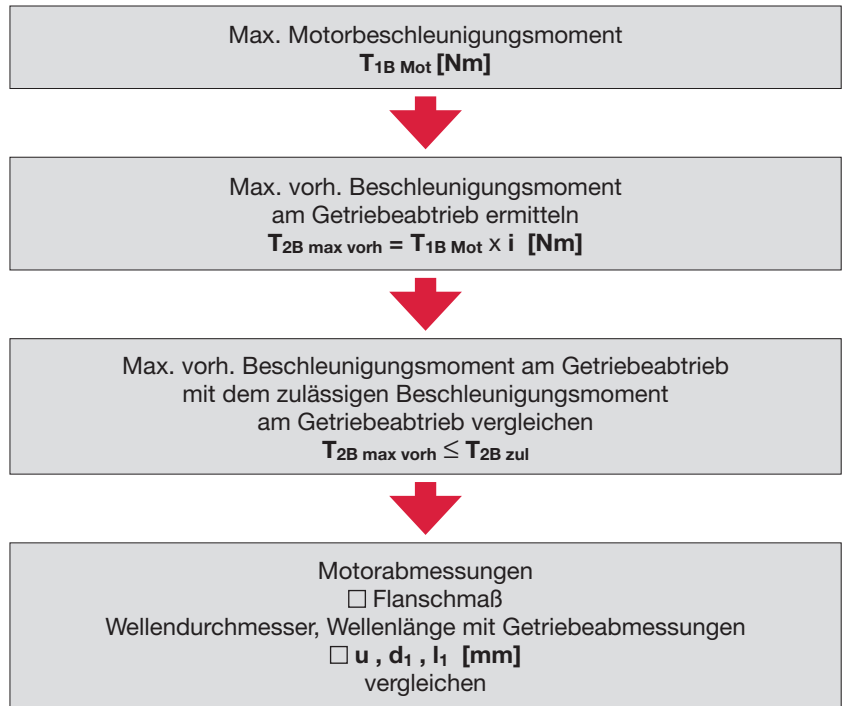 Max. Motorbeschleunigungsmoment
T1B Mot [Nm]
Max. vorh. Beschleunigungsmoment
am Getriebeabtrieb ermitteln
T2B max vorh = T1B Mot x i [Nm]
Max. vorh. Beschleunigungsmoment am Getriebeabtrieb
mit dem zulässigen Beschleunigungsmoment
am Getriebeabtrieb vergleichen
T2B max vorh ≤ T2B zul
Motorabmessungen
□ Flanschmaß
Wellendurchmesser, Wellenlänge mit Getriebeabmessungen
□ u , d1 , l1 [mm]
vergleichen